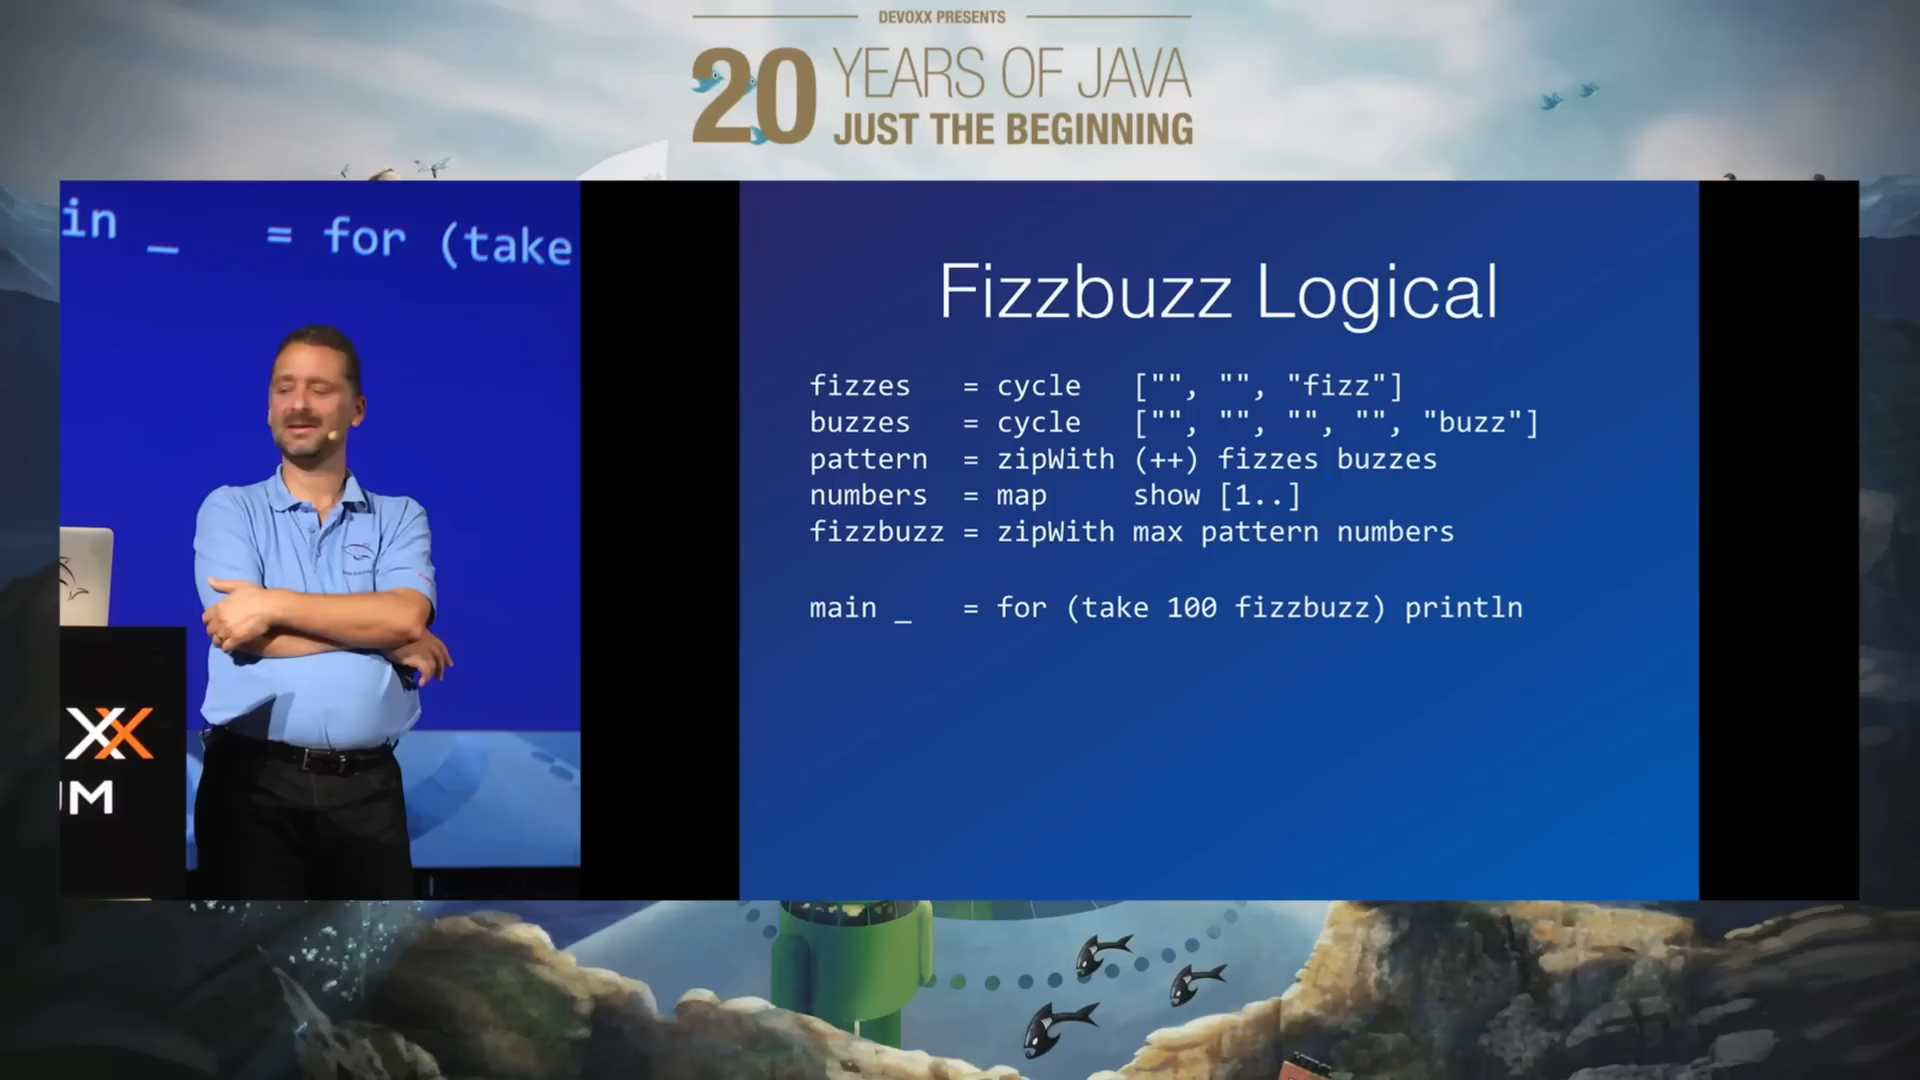 DEVOXX PRESENTS
20 YEARS OF JAVA
JUST THE BEGINNING
in _ = for (take
XX
UM
Fizzbuzz Logical
fizzes = cycle ["", "", "fizz"]
buzzes = cycle ["", "", "", "", "buzz"]
pattern = zipWith (++) fizzes buzzes
numbers = map show [1..]
fizzbuzz = zipWith max pattern numbers
main _ = for (take 100 fizzbuzz) println